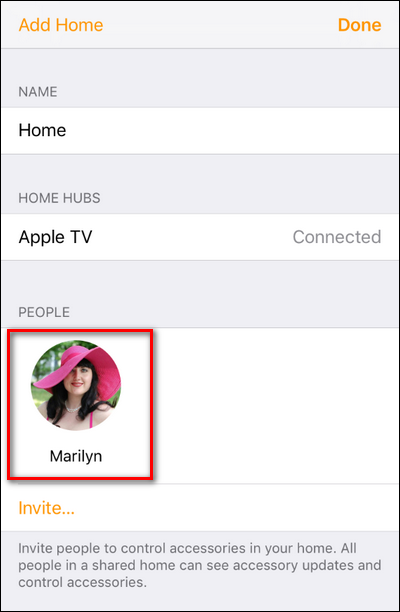 Add Home Done
NAME
Home
HOME HUBS
Apple TV Connected
PEOPLE
Marilyn
Invite...
Invite people to control accessories in your home. All
people in a shared home can see accessory updates and
control accessories.